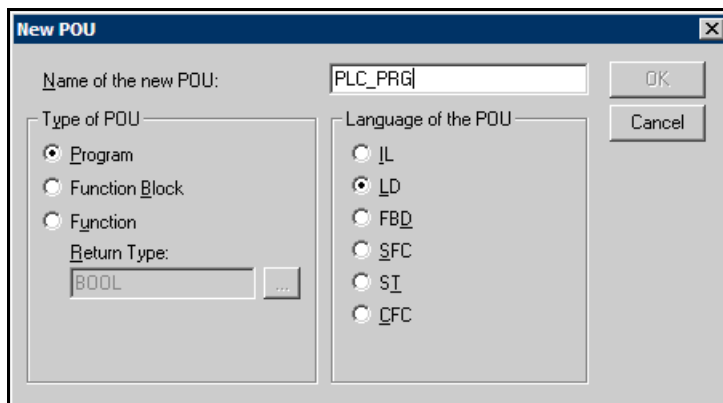 New POU
Name of the new POU:
PLC_PRG
OK
Cancel
Type of POU
Program
Function Block
Function
Return Type:
BOOL
...
Language of the POU
IL
LD
FBD
SFC
ST
CFC